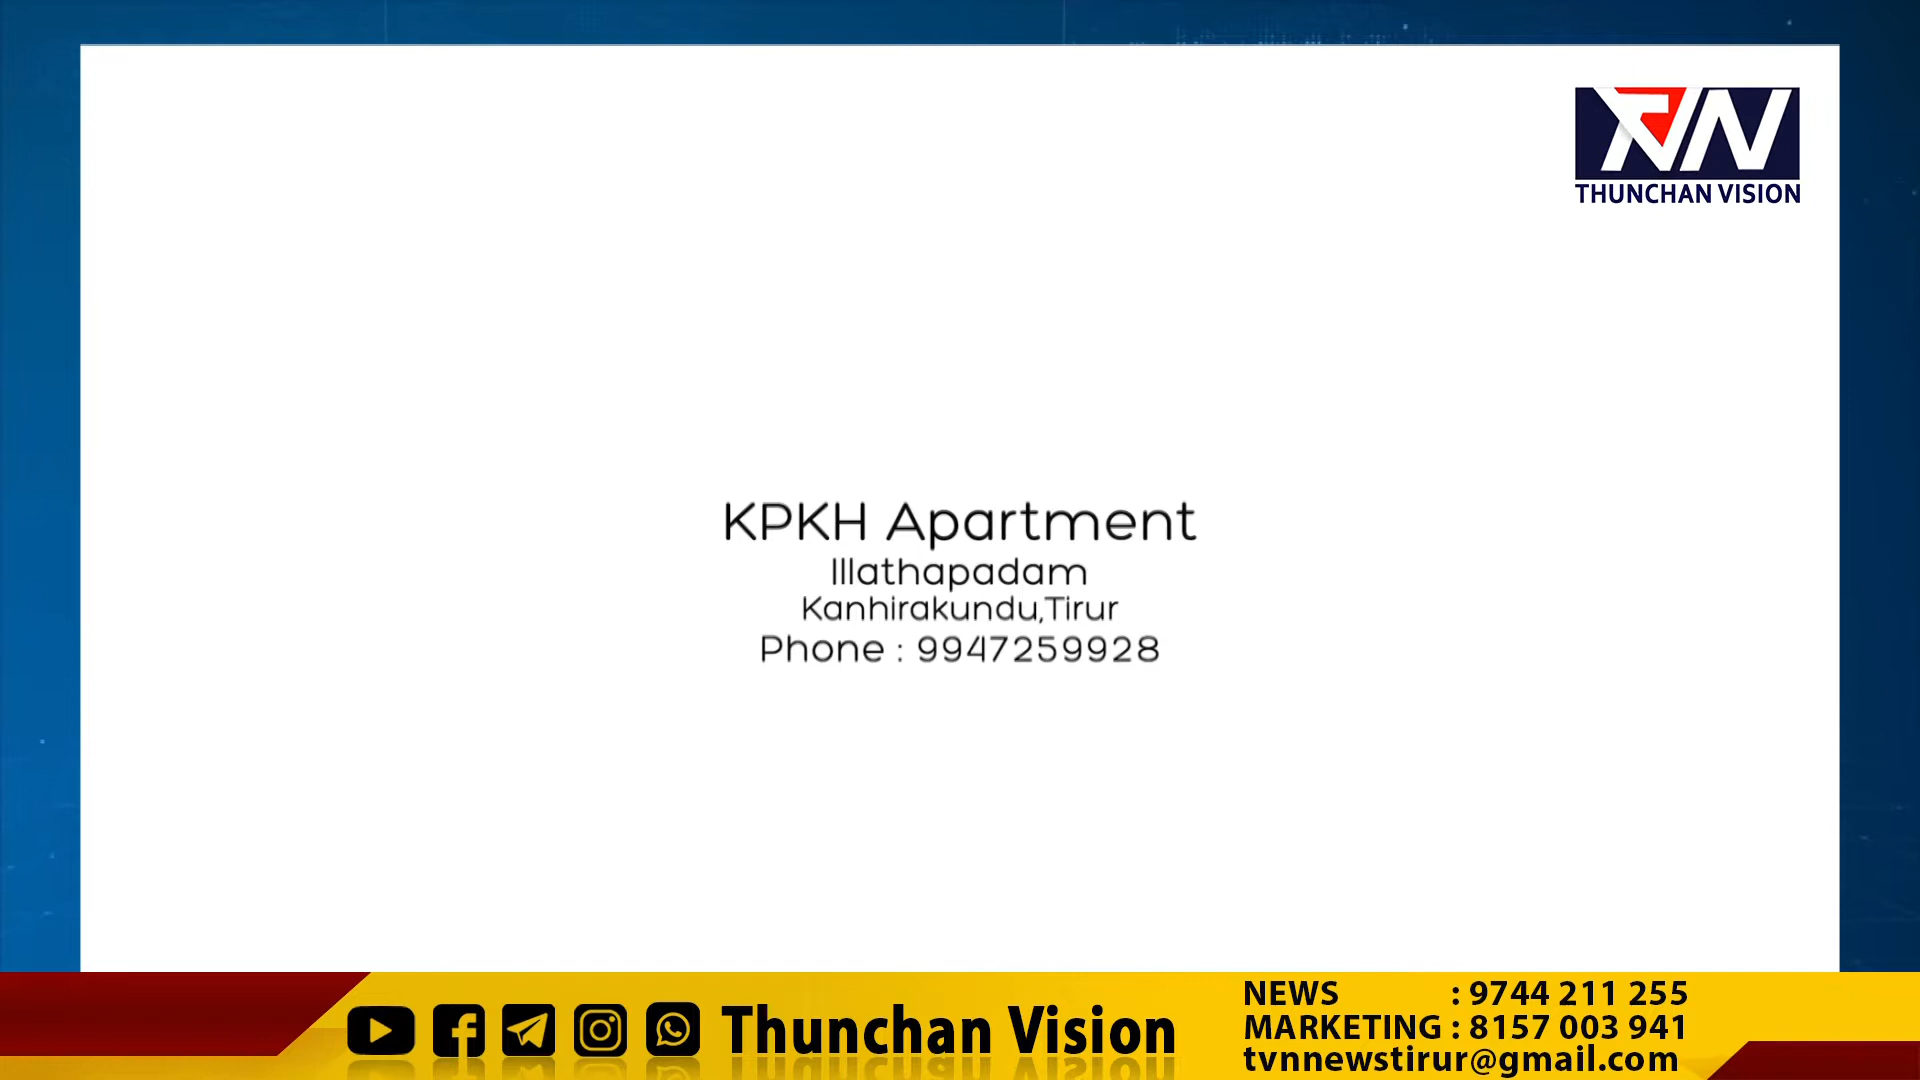 TVN
THUNCHAN VISION
KPKH Apartment
Illathapadam
Kanhirakundu,Tirur
Phone : 9947259928
Thunchan Vision
NEWS : 9744 211 255
MARKETING : 8157 003 941
tvnnewstirur@gmail.com